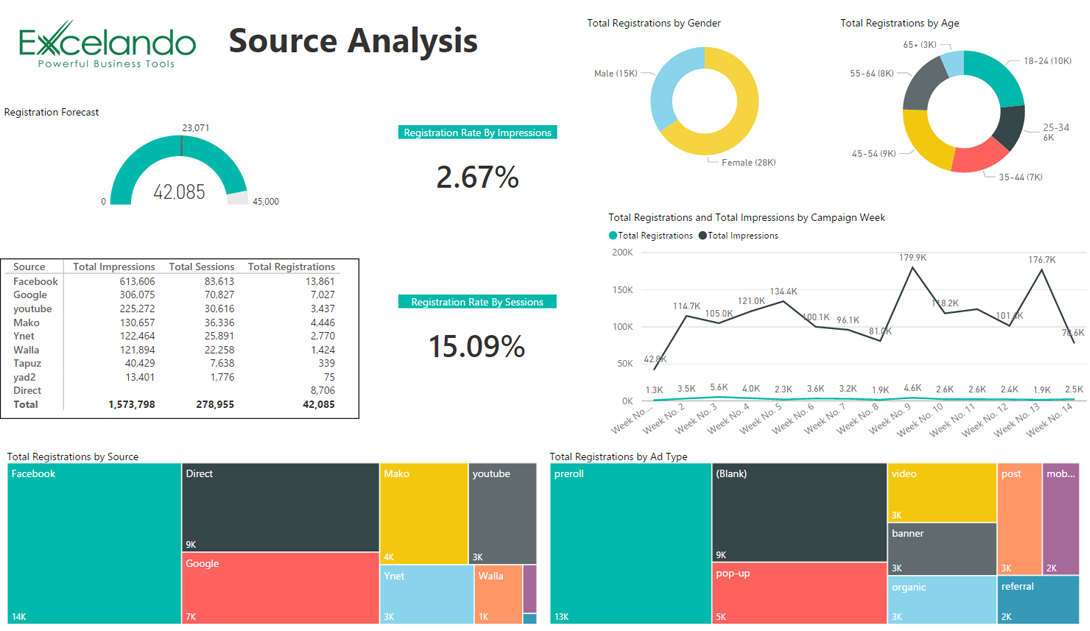 Excelando
Powerful Business Tools
Source Analysis
Registration Forecast
23,071
42,085
0
45,000
Registration Rate By Impressions
2.67%
Registration Rate By Sessions
15.09%
Total Registrations by Gender
Male (15K)
Female (28K)
Total Registrations by Age
65+ (3K)
18-24 (10K)
55-64 (8K)
25-34
6K
45-54 (9K)
35-44 (7K)
Source Total Impressions Total Sessions Total Registrations
Facebook 613,606 83,613 13,861
Google 306,075 70,827 7,027
youtube 225,272 30,616 3,437
Mako 130,657 36,336 4,446
Ynet 122,464 25,891 2,770
Walla 121,894 22,258 1,424
Tapuz 40,429 7,638 339
yad2 13,401 1,776 75
Direct 8,706
Total 1,573,798 278,955 42,085
Total Registrations and Total Impressions by Campaign Week
Total Registrations Total Impressions
200K
150K
100K
50K
0K
42.8K 114.7K 105.0K 121.0K 134.4K 100.1K 96.1K 81.0K 179.9K 118.2K 101.4K 176.7K 78.6K
1.3K 3.5K 5.6K 4.0K 2.3K 3.6K 3.2K 1.9K 4.6K 2.6K 2.6K 2.4K 1.9K 2.5K
Week No.... Week No. 2 Week No. 3 Week No. 4 Week No. 5 Week No. 6 Week No. 7 Week No. 8 Week No. 9 Week No. 10 Week No. 11 Week No. 12 Week No. 13 Week No. 14
Total Registrations by Source
Facebook
14K
Direct
9K
Google
7K
Mako
4K
youtube
3K
Ynet
3K
Walla
1K
Total Registrations by Ad Type
preroll
13K
(Blank)
9K
pop-up
5K
video
3K
banner
3K
organic
3K
post
3K
mob...
2K
referral
2K